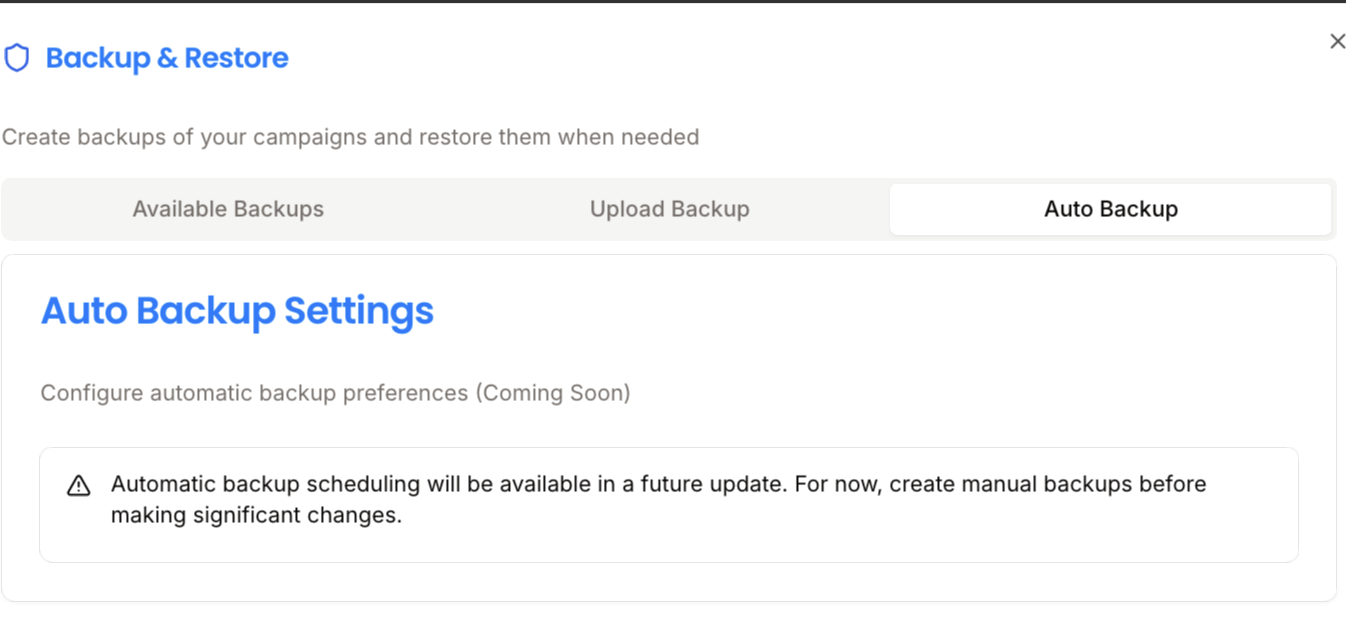 Backup & Restore
Create backups of your campaigns and restore them when needed
Available Backups
Upload Backup
Auto Backup
Auto Backup Settings
Configure automatic backup preferences (Coming Soon)
Automatic backup scheduling will be available in a future update. For now, create manual backups before
making significant changes.